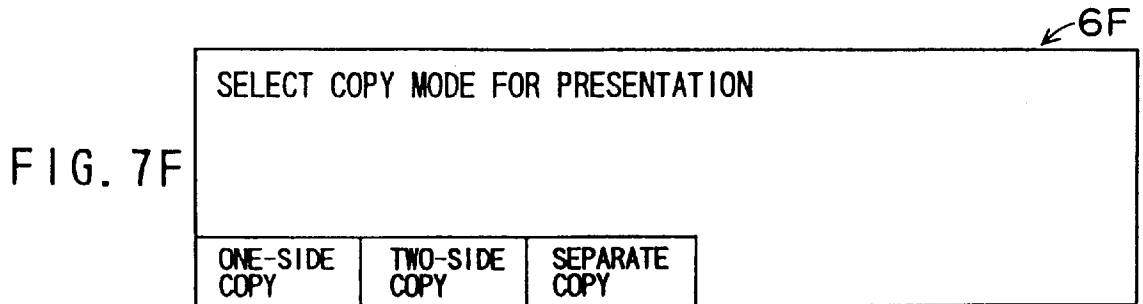 6F
SELECT COPY MODE FOR PRESENTATION
FIG. 7F
ONE-SIDE COPY
TWO-SIDE COPY
SEPARATE COPY